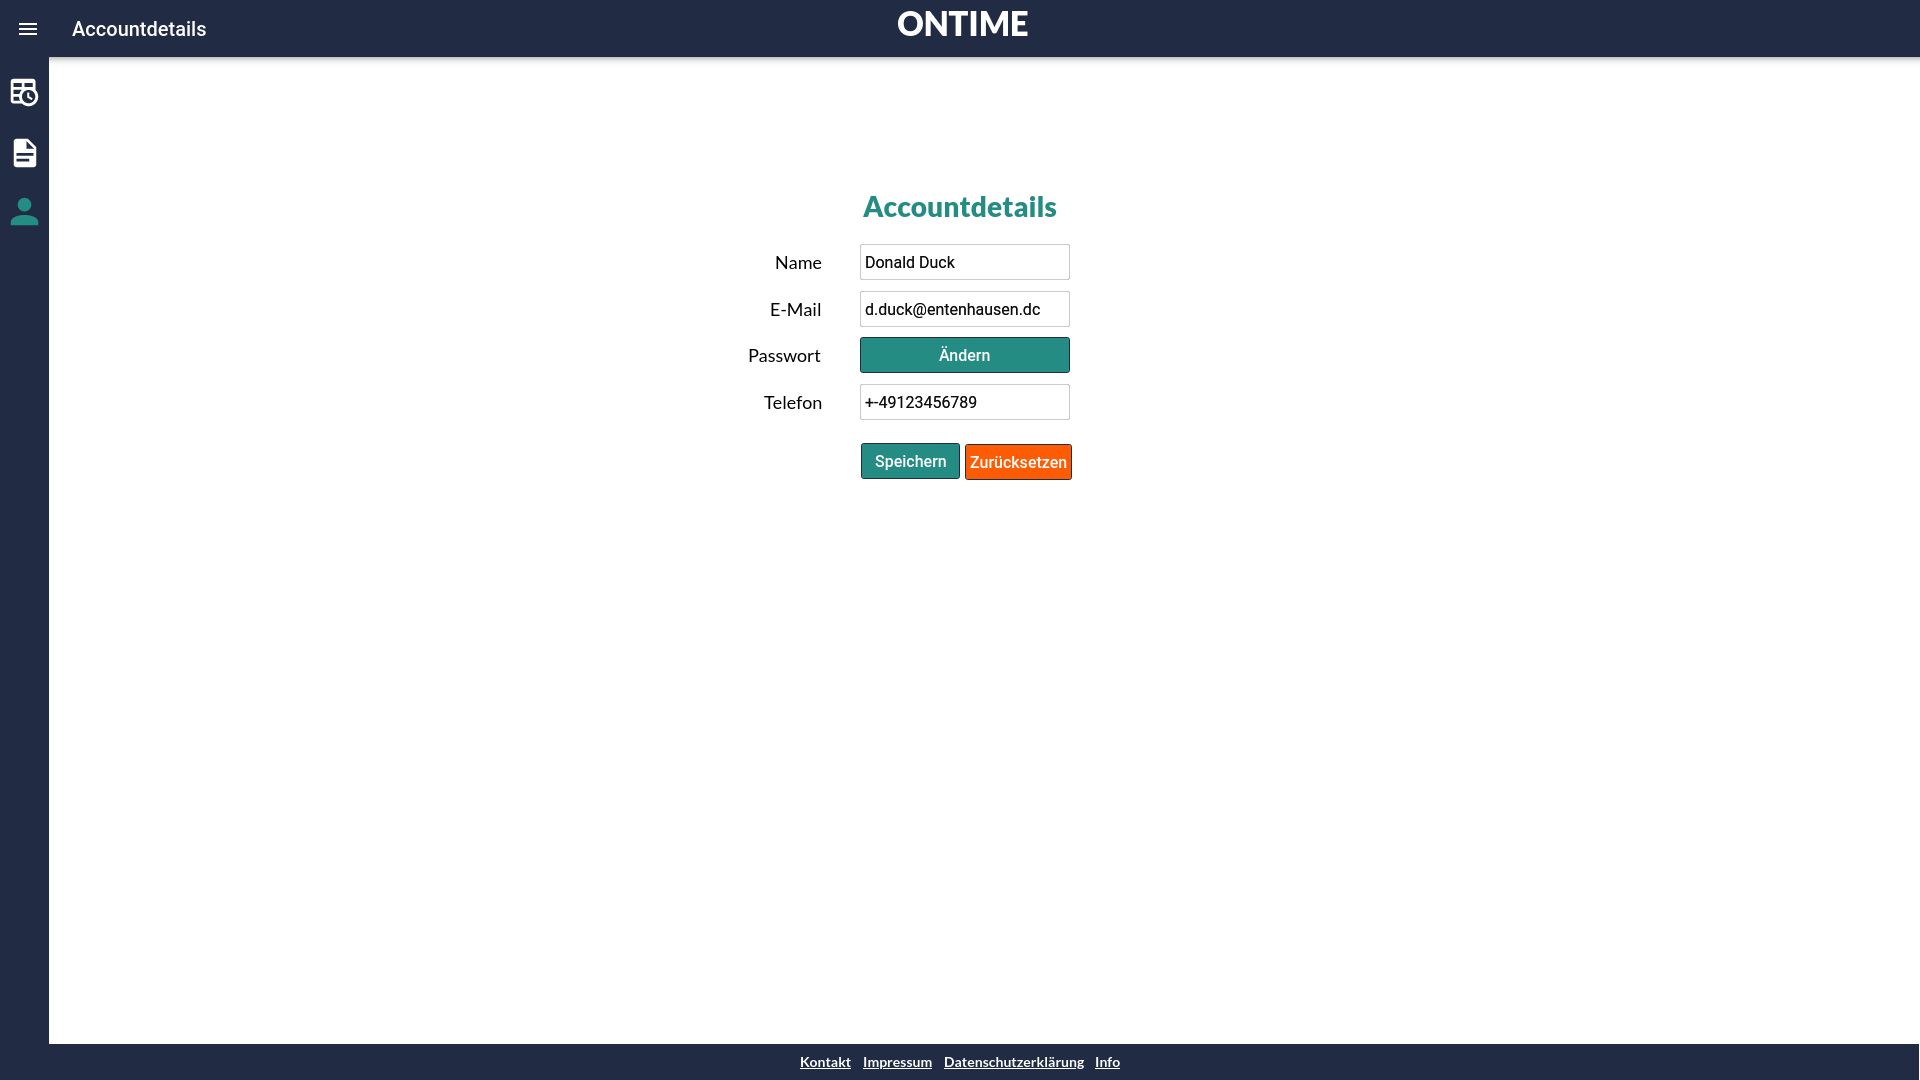 Accountdetails
ONTIME
Accountdetails
Name
Donald Duck
E-Mail
d.duck@entenhausen.dc
Passwort
Ändern
Telefon
+-49123456789
Speichern
Zurücksetzen
Kontakt Impressum Datenschutzerklärung Info